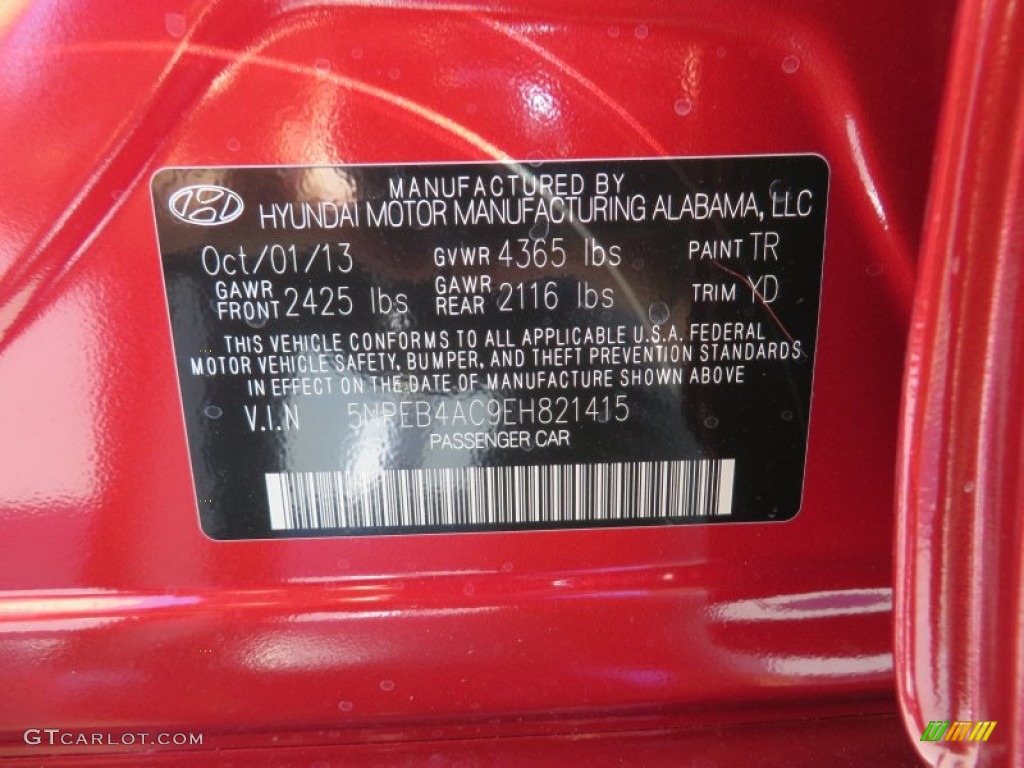 MANUFACTURED BY
HYUNDAI MOTOR MANUFACTURING ALABAMA, LLC
Oct/01/13 GVWR 4365 lbs PAINT TR
GAWR FRONT 2425 lbs GAWR REAR 2116 lbs TRIM YD
THIS VEHICLE CONFORMS TO ALL APPLICABLE U.S.A. FEDERAL
MOTOR VEHICLE SAFETY, BUMPER, AND THEFT PREVENTION STANDARDS
IN EFFECT ON THE DATE OF MANUFACTURE SHOWN ABOVE
V.I.N 5NPEB4AC9EH821415
PASSENGER CAR
GTCARLOT.COM